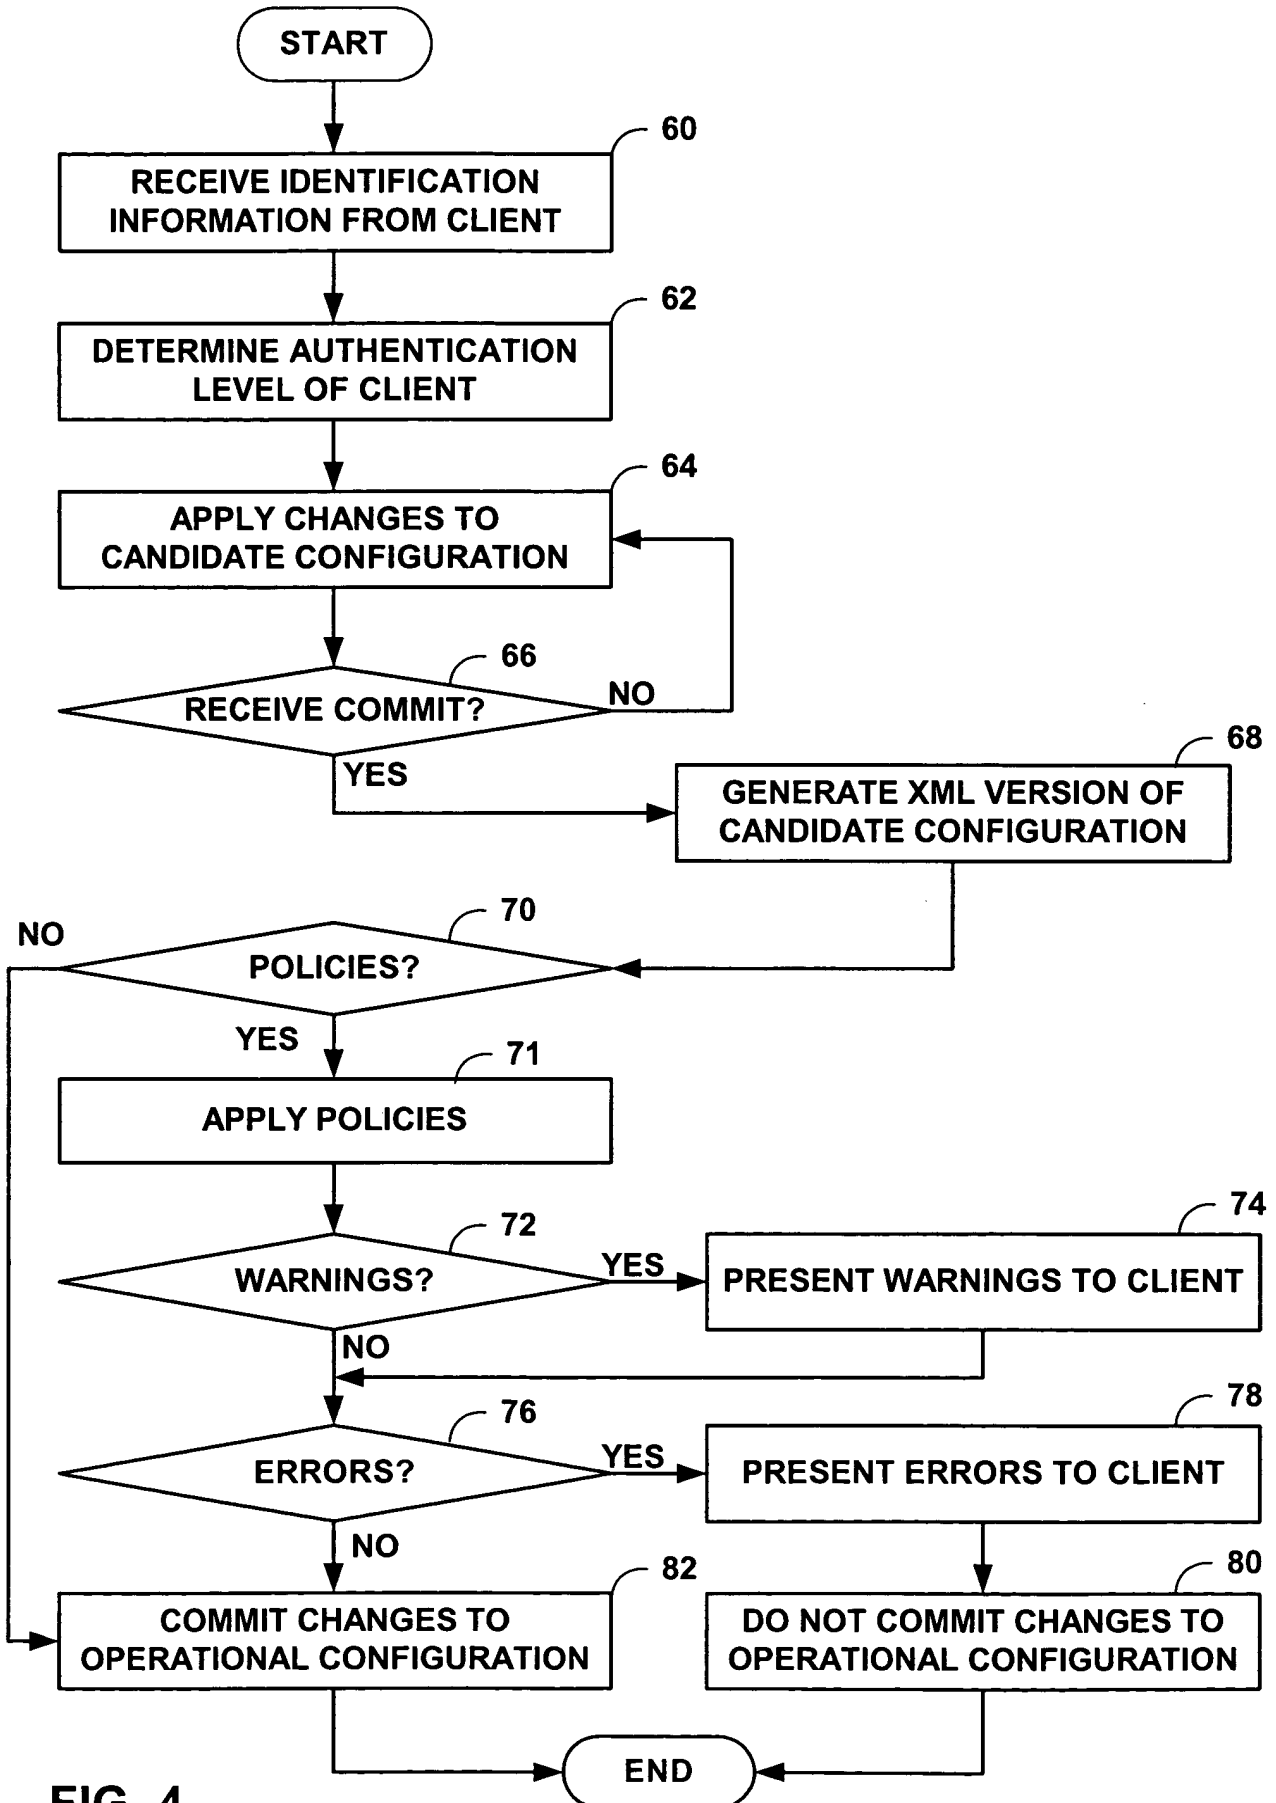 START
60
RECEIVE IDENTIFICATION
INFORMATION FROM CLIENT
62
DETERMINE AUTHENTICATION
LEVEL OF CLIENT
64
APPLY CHANGES TO
CANDIDATE CONFIGURATION
66
RECEIVE COMMIT?
NO
YES
68
GENERATE XML VERSION OF
CANDIDATE CONFIGURATION
70
NO
POLICIES?
YES
71
APPLY POLICIES
72
WARNINGS?
YES
74
PRESENT WARNINGS TO CLIENT
NO
76
ERRORS?
YES
78
PRESENT ERRORS TO CLIENT
NO
82
COMMIT CHANGES TO
OPERATIONAL CONFIGURATION
80
DO NOT COMMIT CHANGES TO
OPERATIONAL CONFIGURATION
END
FIG. 4